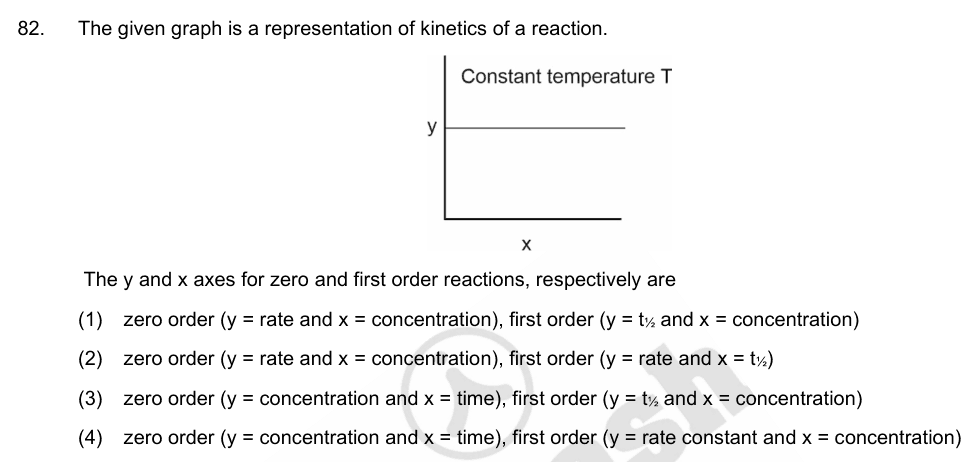 82. The given graph is a representation of kinetics of a reaction.
Constant temperature T
y
x
The y and x axes for zero and first order reactions, respectively are
(1) zero order (y = rate and x = concentration), first order (y = t½ and x = concentration)
(2) zero order (y = rate and x = concentration), first order (y = rate and x = t½)
(3) zero order (y = concentration and x = time), first order (y = t½ and x = concentration)
(4) zero order (y = concentration and x = time), first order (y = rate constant and x = concentration)